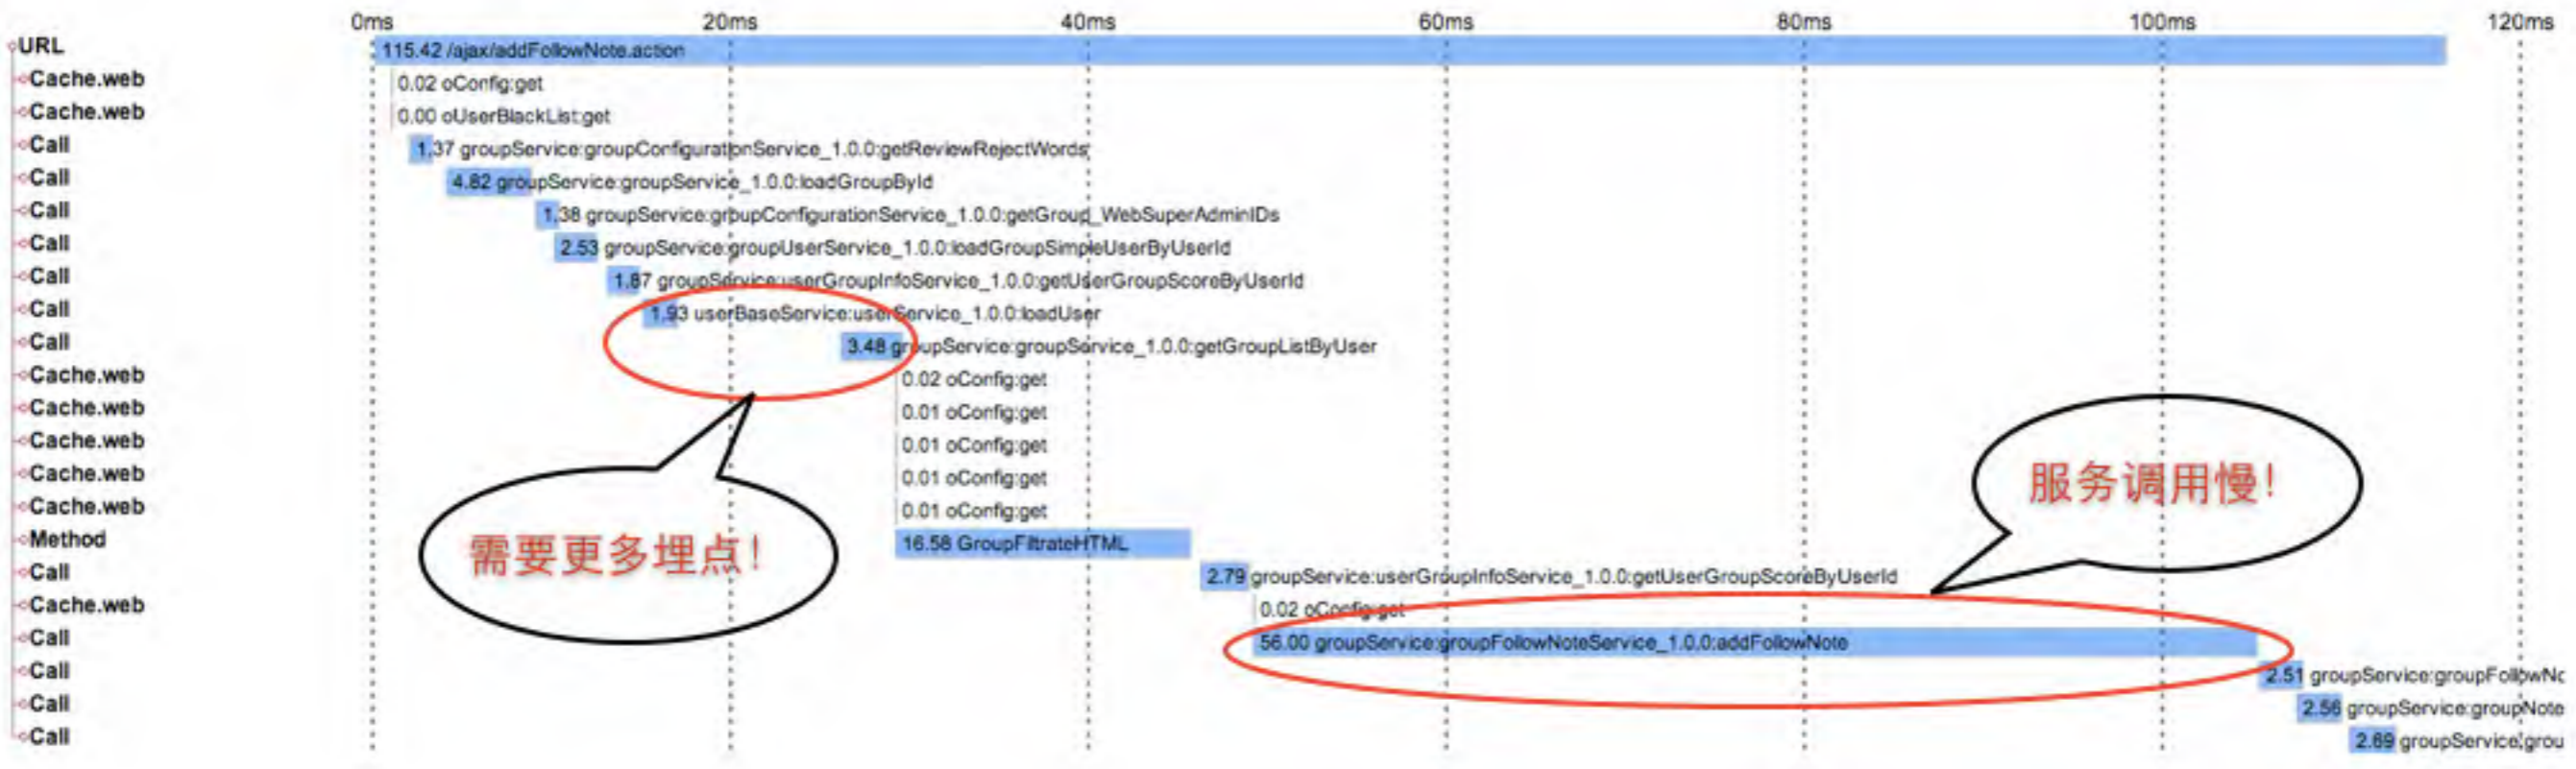 0ms 20ms 40ms 60ms 80ms 100ms 120ms
URL 115.42 /ajax/addFollowNote.action
Cache.web 0.02 oConfig:get
Cache.web 0.00 oUserBlackList:get
Call 1.37 groupService:groupConfigurationService_1.0.0:getReviewRejectWords
Call 4.82 groupService:groupService_1.0.0:loadGroupById
Call 1.38 groupService:groupConfigurationService_1.0.0:getGroup_WebSuperAdminIDs
Call 2.53 groupService:groupUserService_1.0.0:loadGroupSimpleUserByUserId
Call 1.87 groupService:userGroupInfoService_1.0.0:getUserGroupScoreByUserId
Call 1.93 userBaseService:userService_1.0.0:loadUser
Call 3.48 groupService:groupService_1.0.0:getGroupListByUser
Cache.web 0.02 oConfig:get
Cache.web 0.01 oConfig:get
Cache.web 0.01 oConfig:get
Cache.web 0.01 oConfig:get
服务调用慢!
Cache.web 0.01 oConfig:get
Method 16.58 GroupFiltrateHTML
需要更多埋点!
Call 2.79 groupService:userGroupInfoService_1.0.0:getUserGroupScoreByUserId
Cache.web 0.02 oConfig:get
Call 56.00 groupService:groupFollowNoteService_1.0.0:addFollowNote
Call 2.51 groupService:groupFollowNc
Call 2.56 groupService:groupNote
Call 2.69 groupService:grou